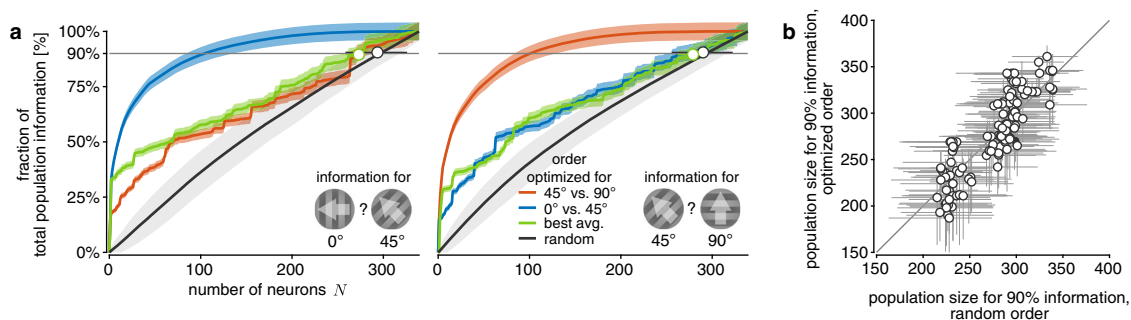 a
fraction of
total population information [%]
100%
90%
75%
50%
25%
0%
0
100
200
300
number of neurons N
information for
?
0°
45°
0
100
200
300
order
optimized for
45° vs. 90°
0° vs. 45°
best avg.
random
information for
?
45°
90°
b
population size for 90% information,
optimized order
400
350
300
250
200
150
150
200
250
300
350
400
population size for 90% information,
random order